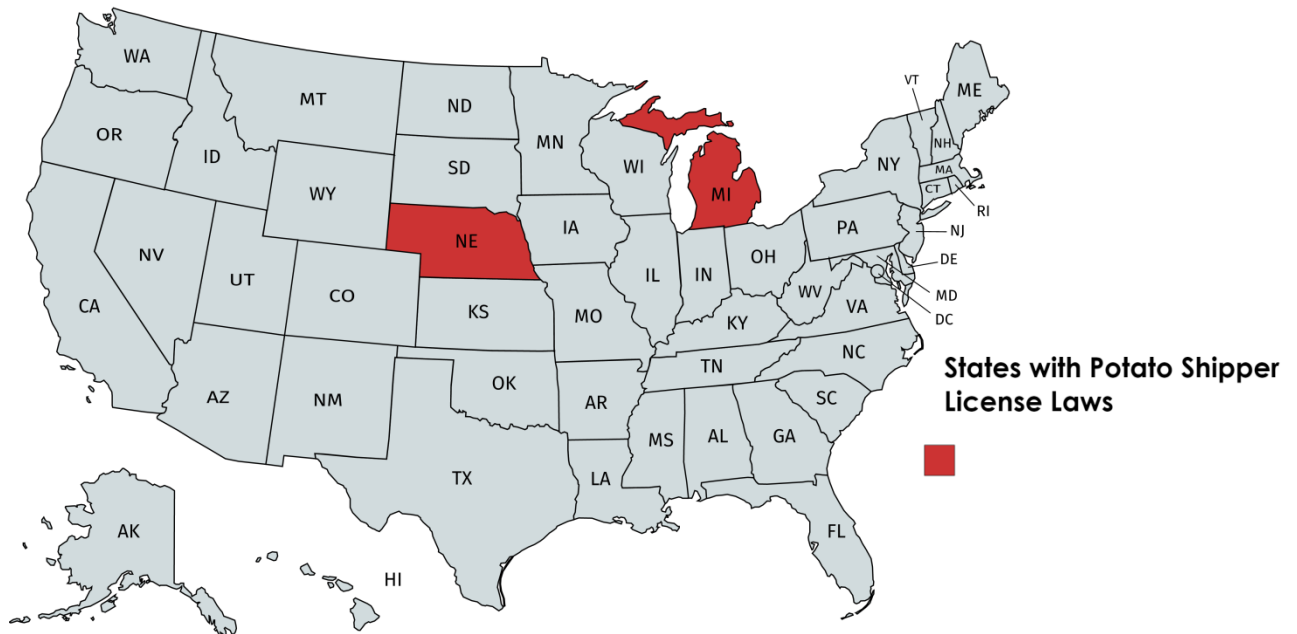 WA
MT
ND
MN
OR
ID
SD
WI
MI
WY
NE
IA
NV
UT
CO
CA
KS
MO
IL
IN
OH
PA
NY
VT
ME
NH
MA
CT
RI
NJ
DE
MD
DC
WV
VA
KY
NC
TN
SC
AZ
NM
OK
AR
TX
LA
MS
AL
GA
FL
AK
HI
States with Potato Shipper
License Laws